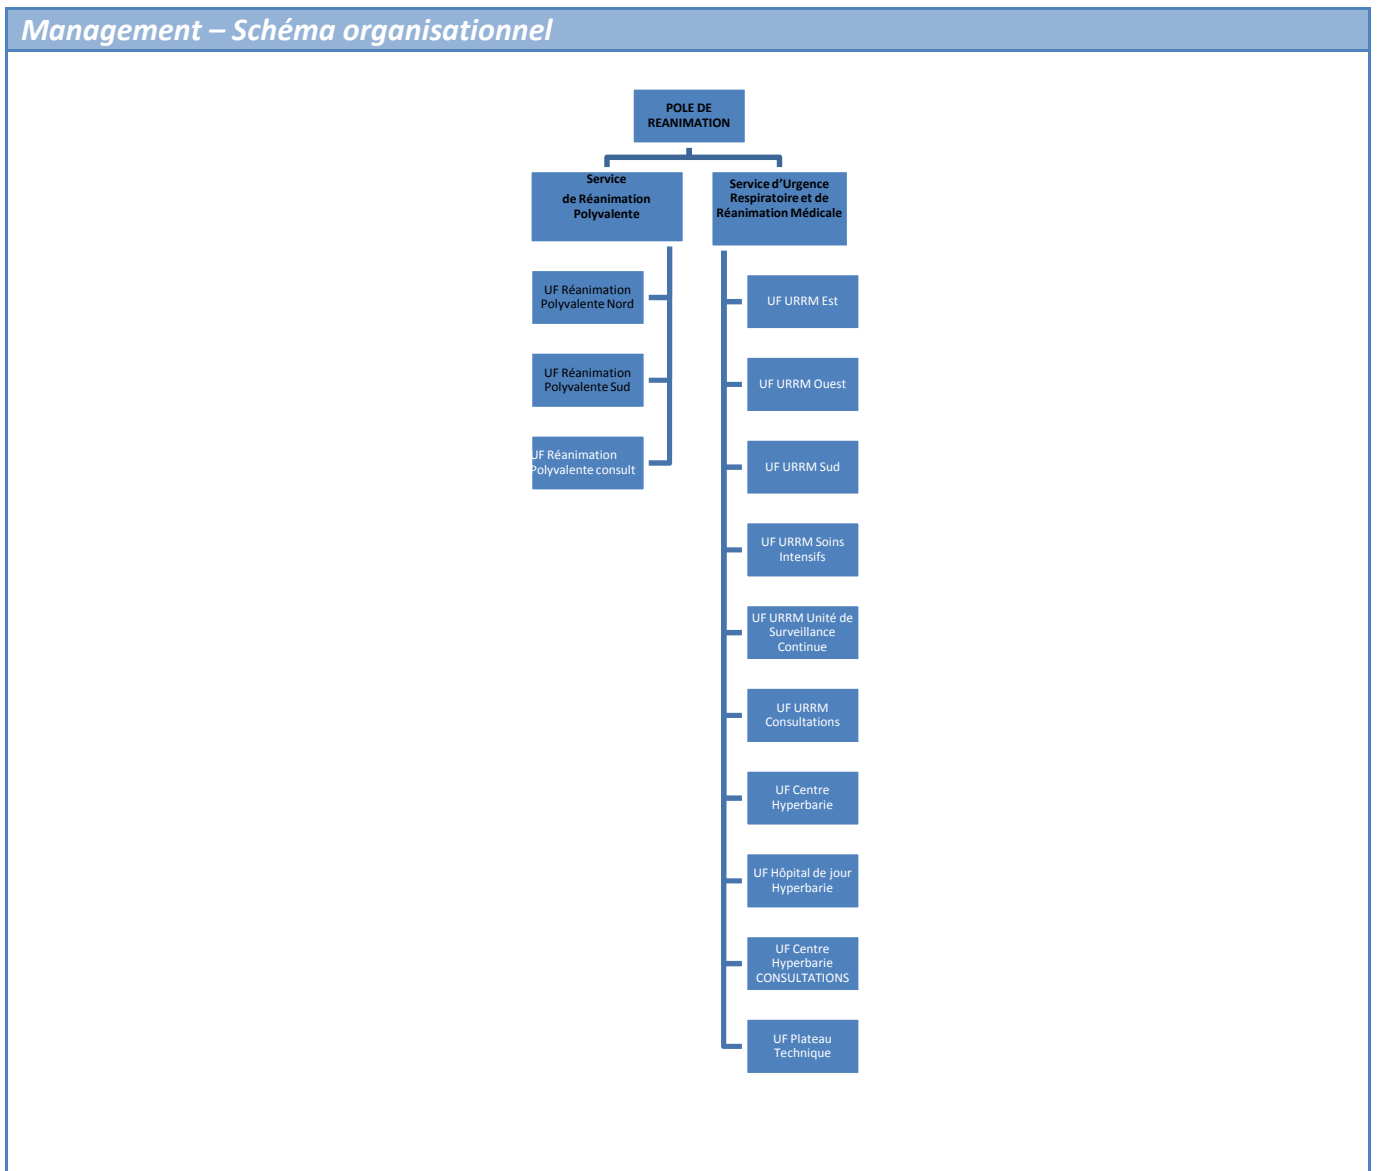 Management – Schéma organisationnel
POLE DE
REANIMATION
Service
de Réanimation
Polyvalente
Service d’Urgence
Respiratoire et de
Réanimation Médicale
UF Réanimation
Polyvalente Nord
UF Réanimation
Polyvalente Sud
UF Réanimation
Polyvalente consult
UF URRM Est
UF URRM Ouest
UF URRM Sud
UF URRM Soins
Intensifs
UF URRM Unité de
Surveillance
Continue
UF URRM
Consultations
UF Centre
Hyperbarie
UF Hôpital de jour
Hyperbarie
UF Centre
Hyperbarie
CONSULTATIONS
UF Plateau
Technique